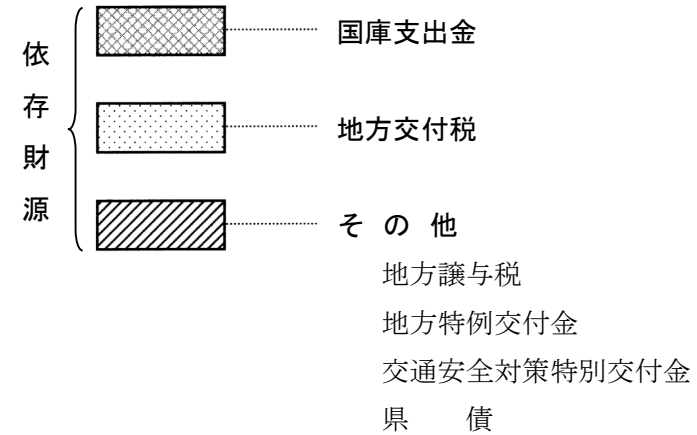 依存財源
国庫支出金
地方交付税
その他
地方譲与税
地方特例交付金
交通安全対策特別交付金
県　債